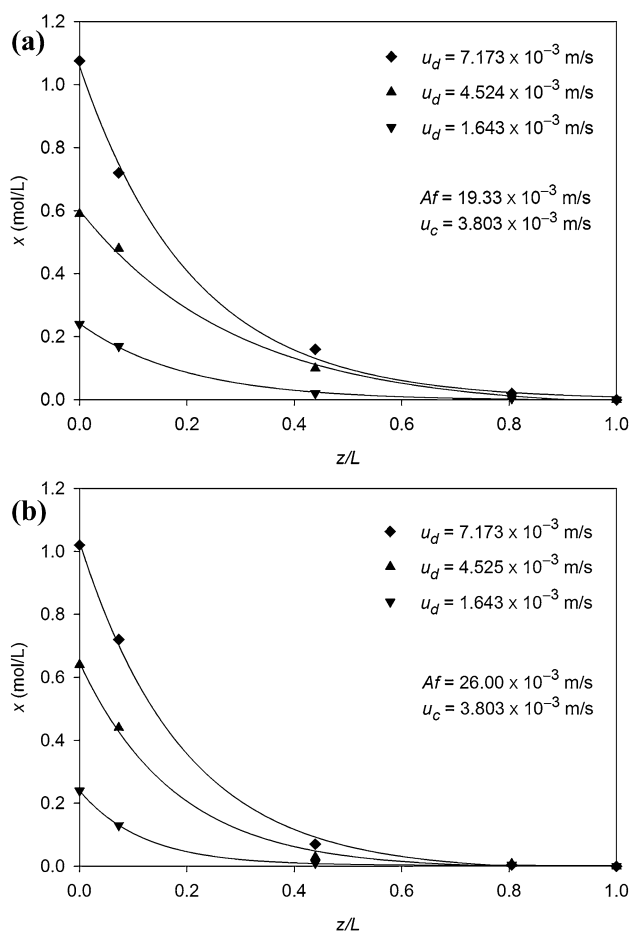 (a)
1.2
1.0
0.8
0.6
0.4
0.2
0.0
x (mol/L)
u_d = 7.173 x 10⁻³ m/s
u_d = 4.524 x 10⁻³ m/s
u_d = 1.643 x 10⁻³ m/s
Af = 19.33 x 10⁻³ m/s
u_c = 3.803 x 10⁻³ m/s
0.0 0.2 0.4 0.6 0.8 1.0
z/L
(b)
1.2
1.0
0.8
0.6
0.4
0.2
0.0
x (mol/L)
u_d = 7.173 x 10⁻³ m/s
u_d = 4.525 x 10⁻³ m/s
u_d = 1.643 x 10⁻³ m/s
Af = 26.00 x 10⁻³ m/s
u_c = 3.803 x 10⁻³ m/s
0.0 0.2 0.4 0.6 0.8 1.0
z/L